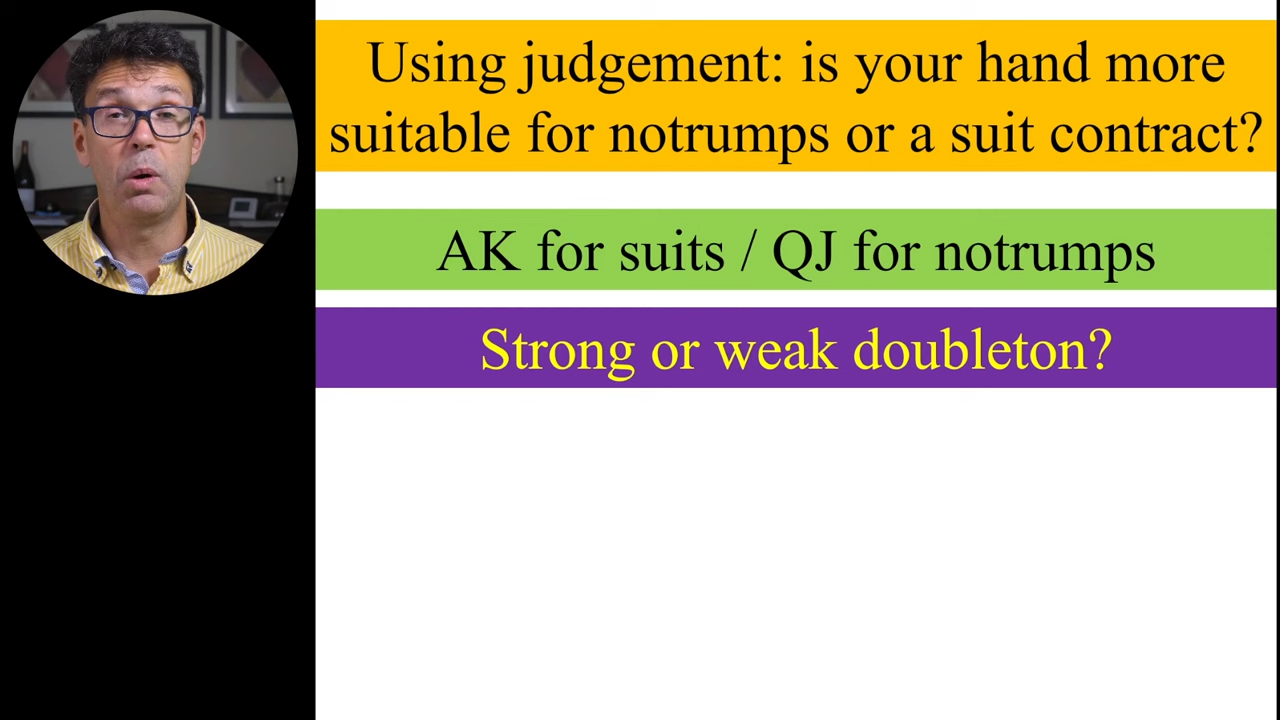 Using judgement: is your hand more
suitable for notrumps or a suit contract?
AK for suits / QJ for notrumps
Strong or weak doubleton?